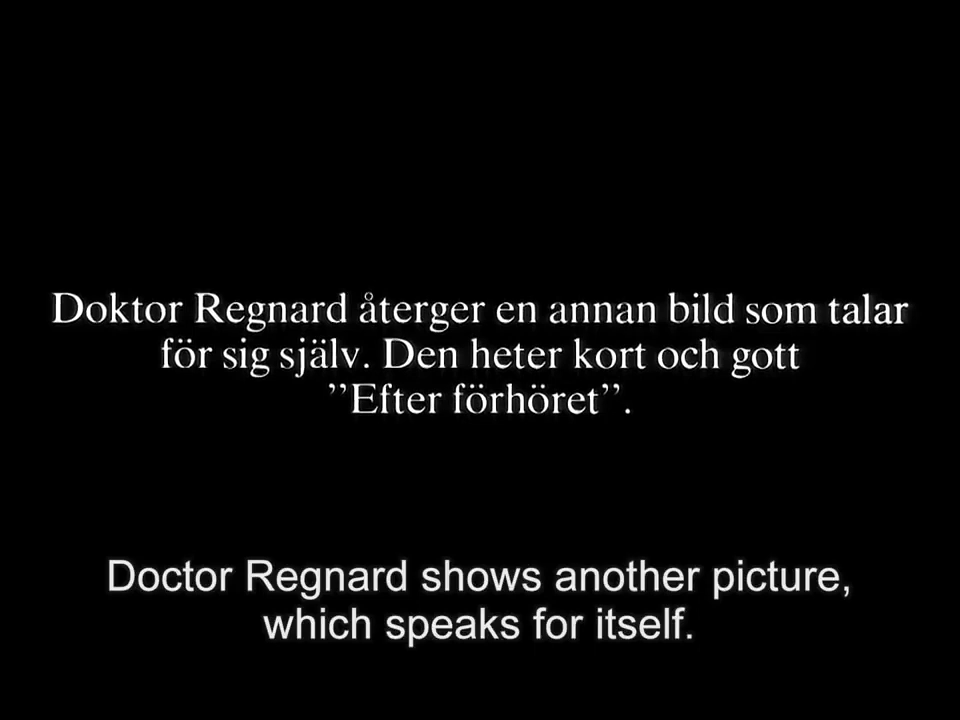 Doktor Regnard återger en annan bild som talar
för sig själv. Den heter kort och gott
”Efter förhöret”.
Doctor Regnard shows another picture,
which speaks for itself.